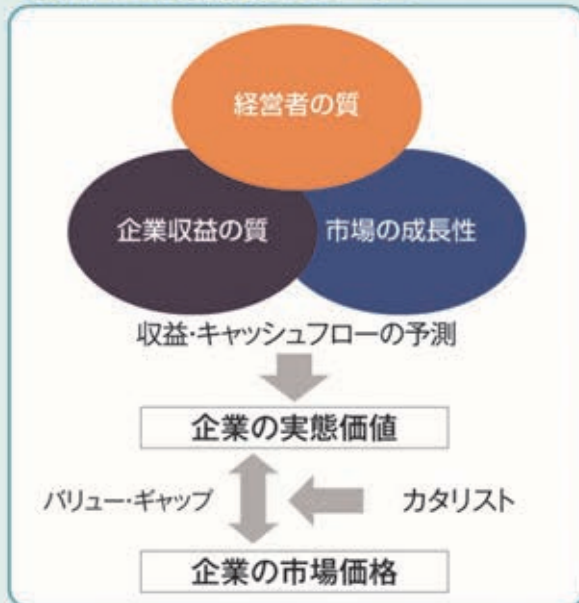 経営者の質
企業収益の質
市場の成長性
収益・キャッシュフローの予測
企業の実態価値
バリュー・ギャップ
カタリスト
企業の市場価格